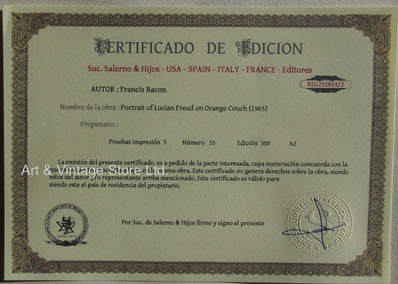 CERTIFICADO DE EDICION
Suc. Salerno & Hijos - USA - SPAIN - ITALY - FRANCE - Editores
AUTOR : Francis Bacon
Nombre de la obra : Portrait of Lucian Freud on Orange Couch (1965)
Propietario :
Pruebas impresión 3 Número 55 Edición 300 A2
La emisión del presente certificado, es a pedido de la parte interesada, cuya numeración concuerda con la
Art & Vintage Store Ltd
misma obra. Este certificado no genera derechos sobre la obra, siendo
estos del autor y/o representante arriba mencionado. Este certificado es válido para
siendo este el país de residencia del propietario.
Por Suc. de Salerno & Hijos firmo y signo el presente